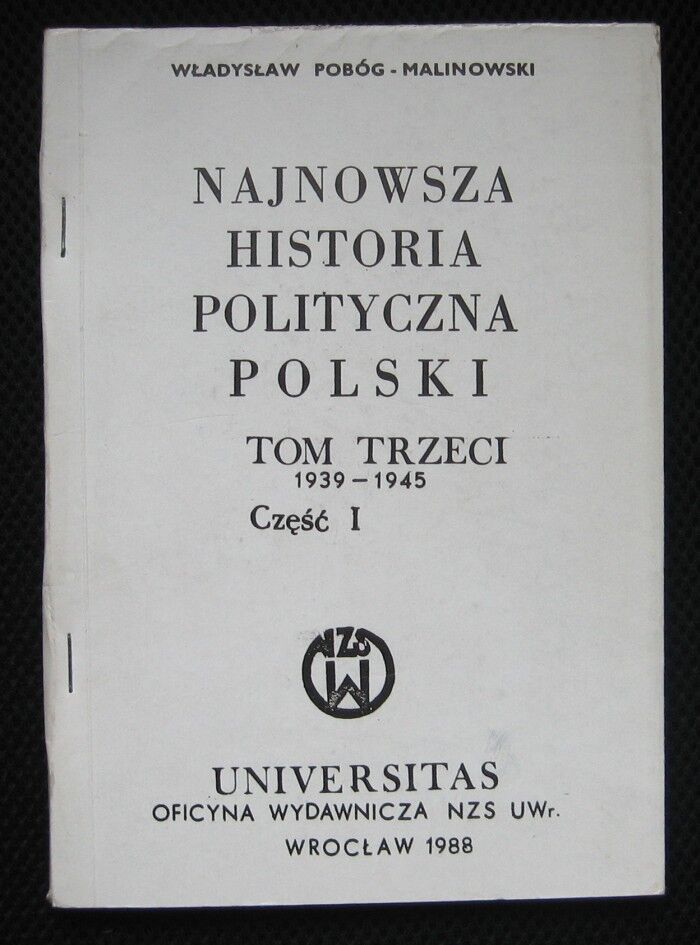 WŁADYSŁAW POBÓG - MALINOWSKI
NAJNOWSZA
HISTORIA
POLITYCZNA
POLSKI
TOM TRZECI
1939 – 1945
Część I
NZS
W
UNIVERSITAS
OFICYNA WYDAWNICZA NZS UWr.
WROCŁAW 1988